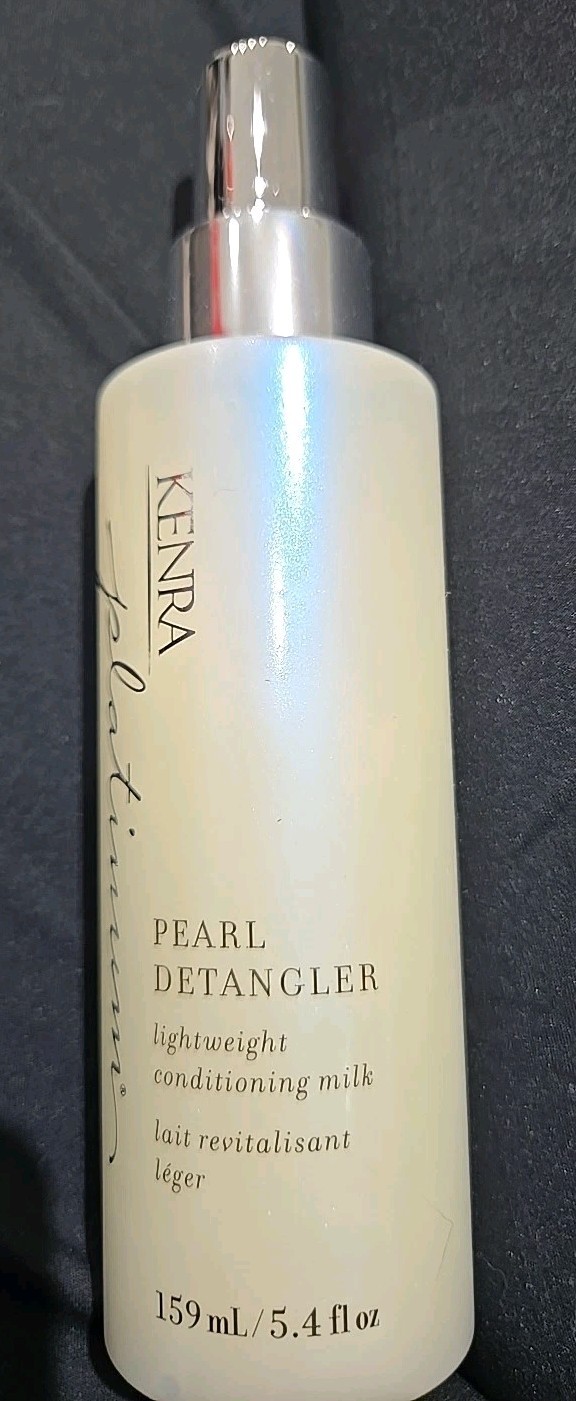 KENRA
platinum®
PEARL
DETANGLER
lightweight
conditioning milk
lait revitalisant
léger
159 mL/5.4 fl oz